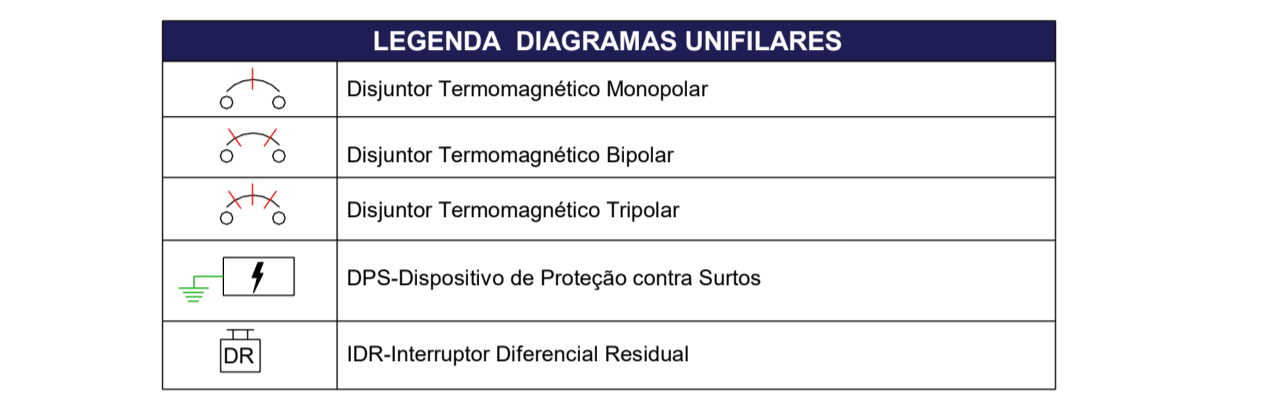 LEGENDA DIAGRAMAS UNIFILARES
Disjuntor Termomagnético Monopolar
Disjuntor Termomagnético Bipolar
Disjuntor Termomagnético Tripolar
DPS-Dispositivo de Proteção contra Surtos
DR
IDR-Interruptor Diferencial Residual